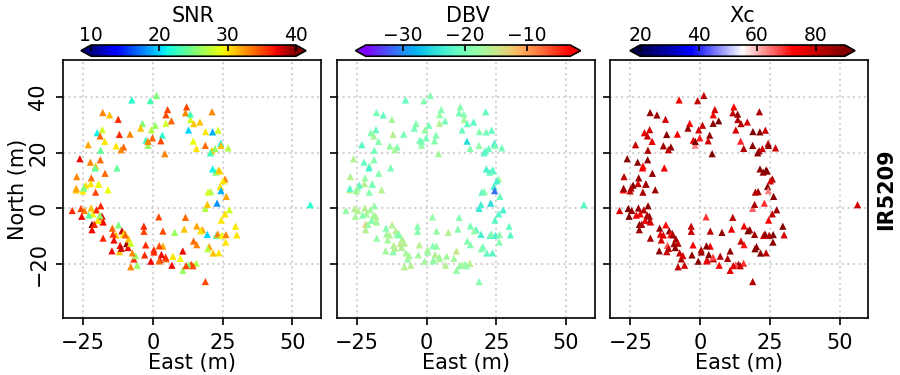 SNR DBV Xc
10 20 30 40 −30 −20 −10 20 40 60 80
40
20
0
−20
North (m)
IR5209
−25 0 25 50 −25 0 25 50 −25 0 25 50
East (m) East (m) East (m)